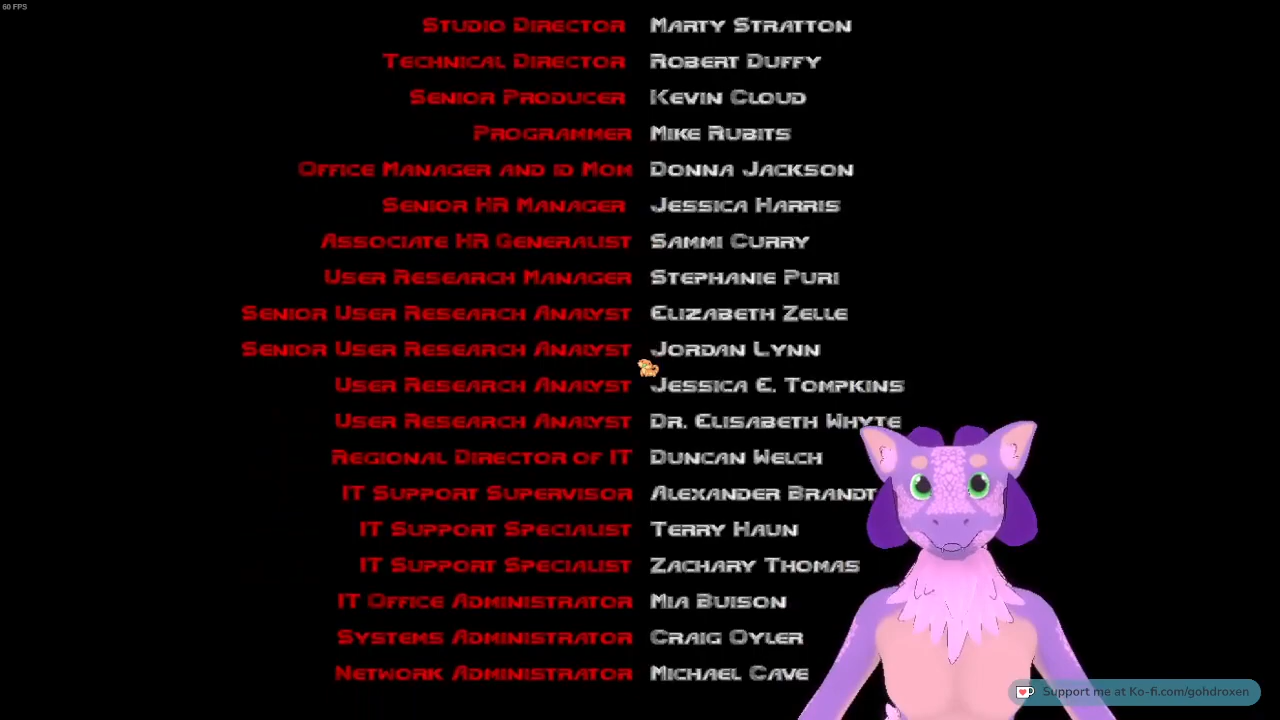 60 FPS
Studio Director Marty Stratton
Technical Director Robert Duffy
Senior Producer Kevin Cloud
Programmer Mike Rubits
Office Manager and id Mom Donna Jackson
Senior HR Manager Jessica Harris
Associate HR Generalist Sammi Curry
User Research Manager Stephanie Puri
Senior User Research Analyst Elizabeth Zelle
Senior User Research Analyst Jordan Lynn
User Research Analyst Jessica E. Tompkins
User Research Analyst Dr. Elisabeth Whyte
Regional Director of IT Duncan Welch
IT Support Supervisor Alexander Brandt
IT Support Specialist Terry Haun
IT Support Specialist Zachary Thomas
IT Office Administrator Mia Buison
Systems Administrator Craig Oyler
Network Administrator Michael Cave
Support me at Ko-fi.com/gohdroxen